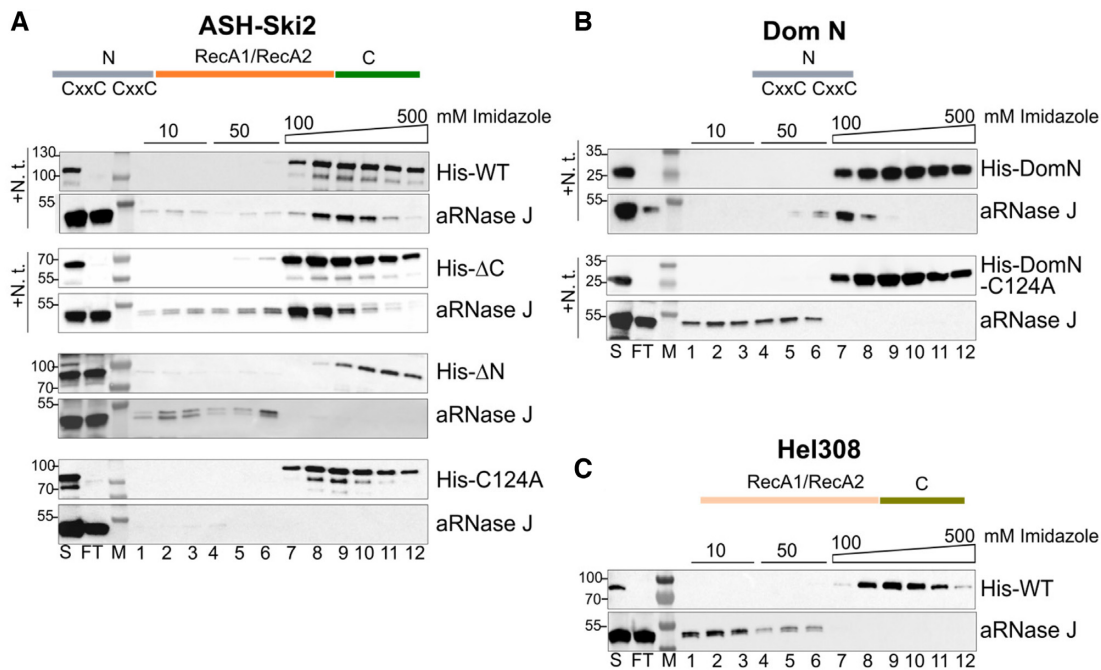 A
ASH-Ski2
N RecA1/RecA2 C
CxxC CxxC
10 50 100 500 mM Imidazole
+N. t.
130
100
His-WT
55
aRNase J
+N. t.
70
55
His-ΔC
55
aRNase J
100
70
His-ΔN
55
aRNase J
100
70
His-C124A
55
aRNase J
S FT M 1 2 3 4 5 6 7 8 9 10 11 12
B
Dom N
N
CxxC CxxC
10 50 100 500 mM Imidazole
+N. t.
35
25
His-DomN
55
aRNase J
+N. t.
35
25
His-DomN
-C124A
55
aRNase J
S FT M 1 2 3 4 5 6 7 8 9 10 11 12
C
Hel308
RecA1/RecA2 C
10 50 100 500 mM Imidazole
100
70
His-WT
55
aRNase J
S FT M 1 2 3 4 5 6 7 8 9 10 11 12